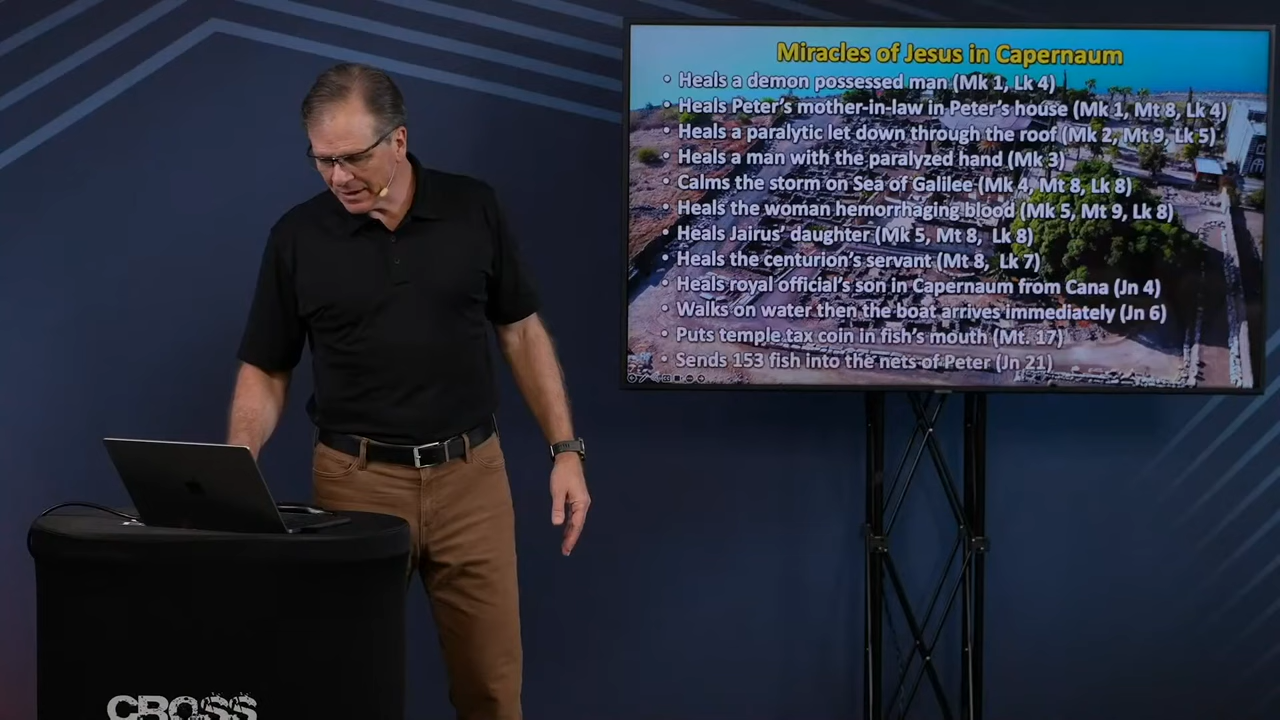 Miracles of Jesus in Capernaum
• Heals a demon possessed man (Mk 1, Lk 4)
• Heals Peter's mother-in-law in Peter's house (Mk 1, Mt 8, Lk 4)
• Heals a paralytic let down through the roof (Mk 2, Mt 9, Lk 5)
• Heals a man with the paralyzed hand (Mk 3)
• Calms the storm on Sea of Galilee (Mk 4, Mt 8, Lk 8)
• Heals the woman hemorrhaging blood (Mk 5, Mt 9, Lk 8)
• Heals Jairus' daughter (Mk 5, Mt 8, Lk 8)
• Heals the centurion's servant (Mt 8, Lk 7)
• Heals royal official's son in Capernaum from Cana (Jn 4)
• Walks on water then the boat arrives immediately (Jn 6)
• Puts temple tax coin in fish's mouth (Mt. 17)
• Sends 153 fish into the nets of Peter (Jn 21)
CROSS